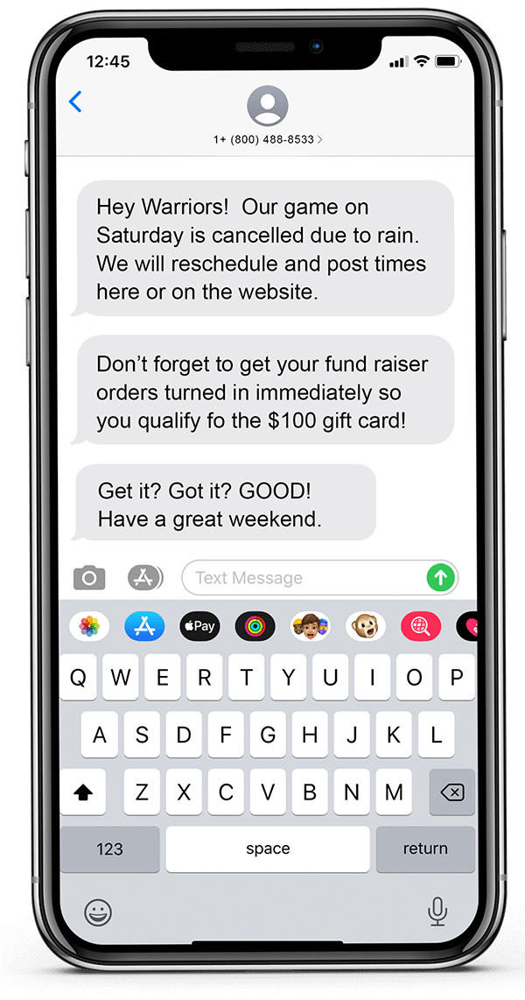 12:45
1+ (800) 488-8533 >
Hey Warriors!  Our game on
Saturday is cancelled due to rain.
We will reschedule and post times
here or on the website.
Don’t forget to get your fund raiser
orders turned in immediately so
you qualify fo the $100 gift card!
Get it? Got it? GOOD!
Have a great weekend.
Text Message
Pay
Q W E R T Y U I O P
A S D F G H J K L
Z X C V B N M
123 space return